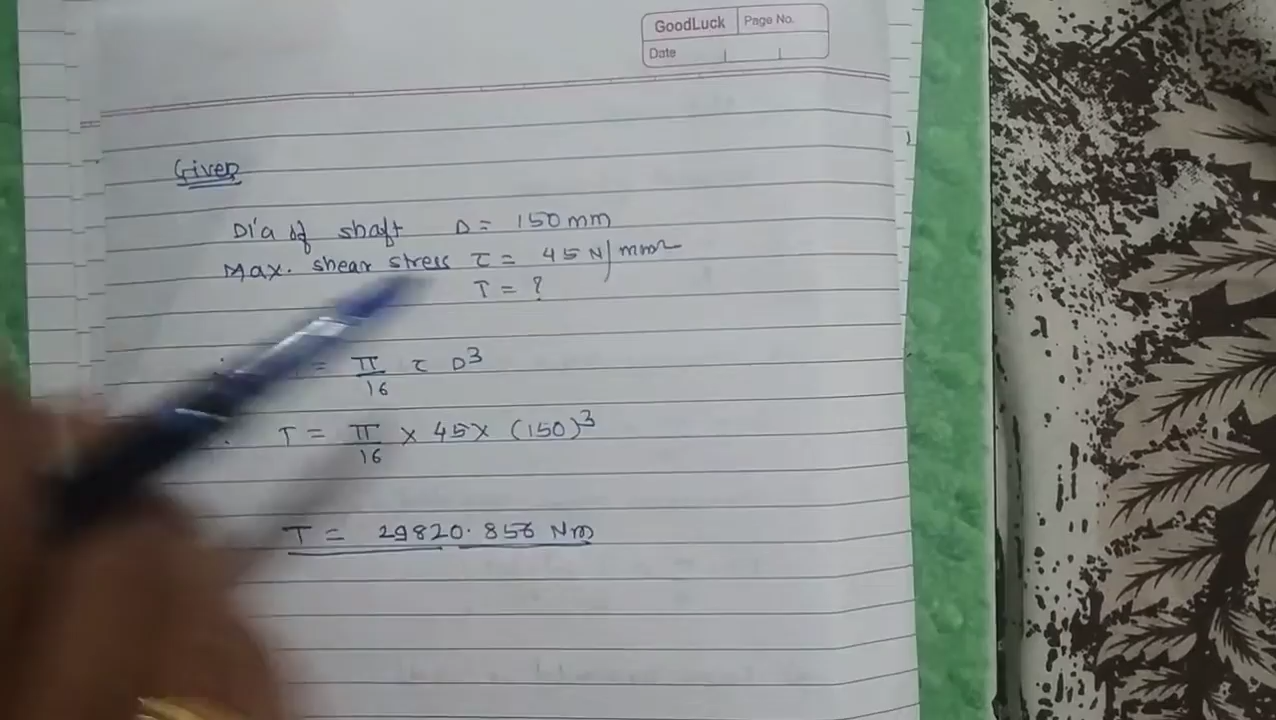 GoodLuck Page No.
Date
Given
Dia of shaft D = 150 mm
Max. shear stress τ = 45 N/mm²
T = ?
= π/16 τ D³
T = π/16 × 45 × (150)³
T = 29820.856 Nm